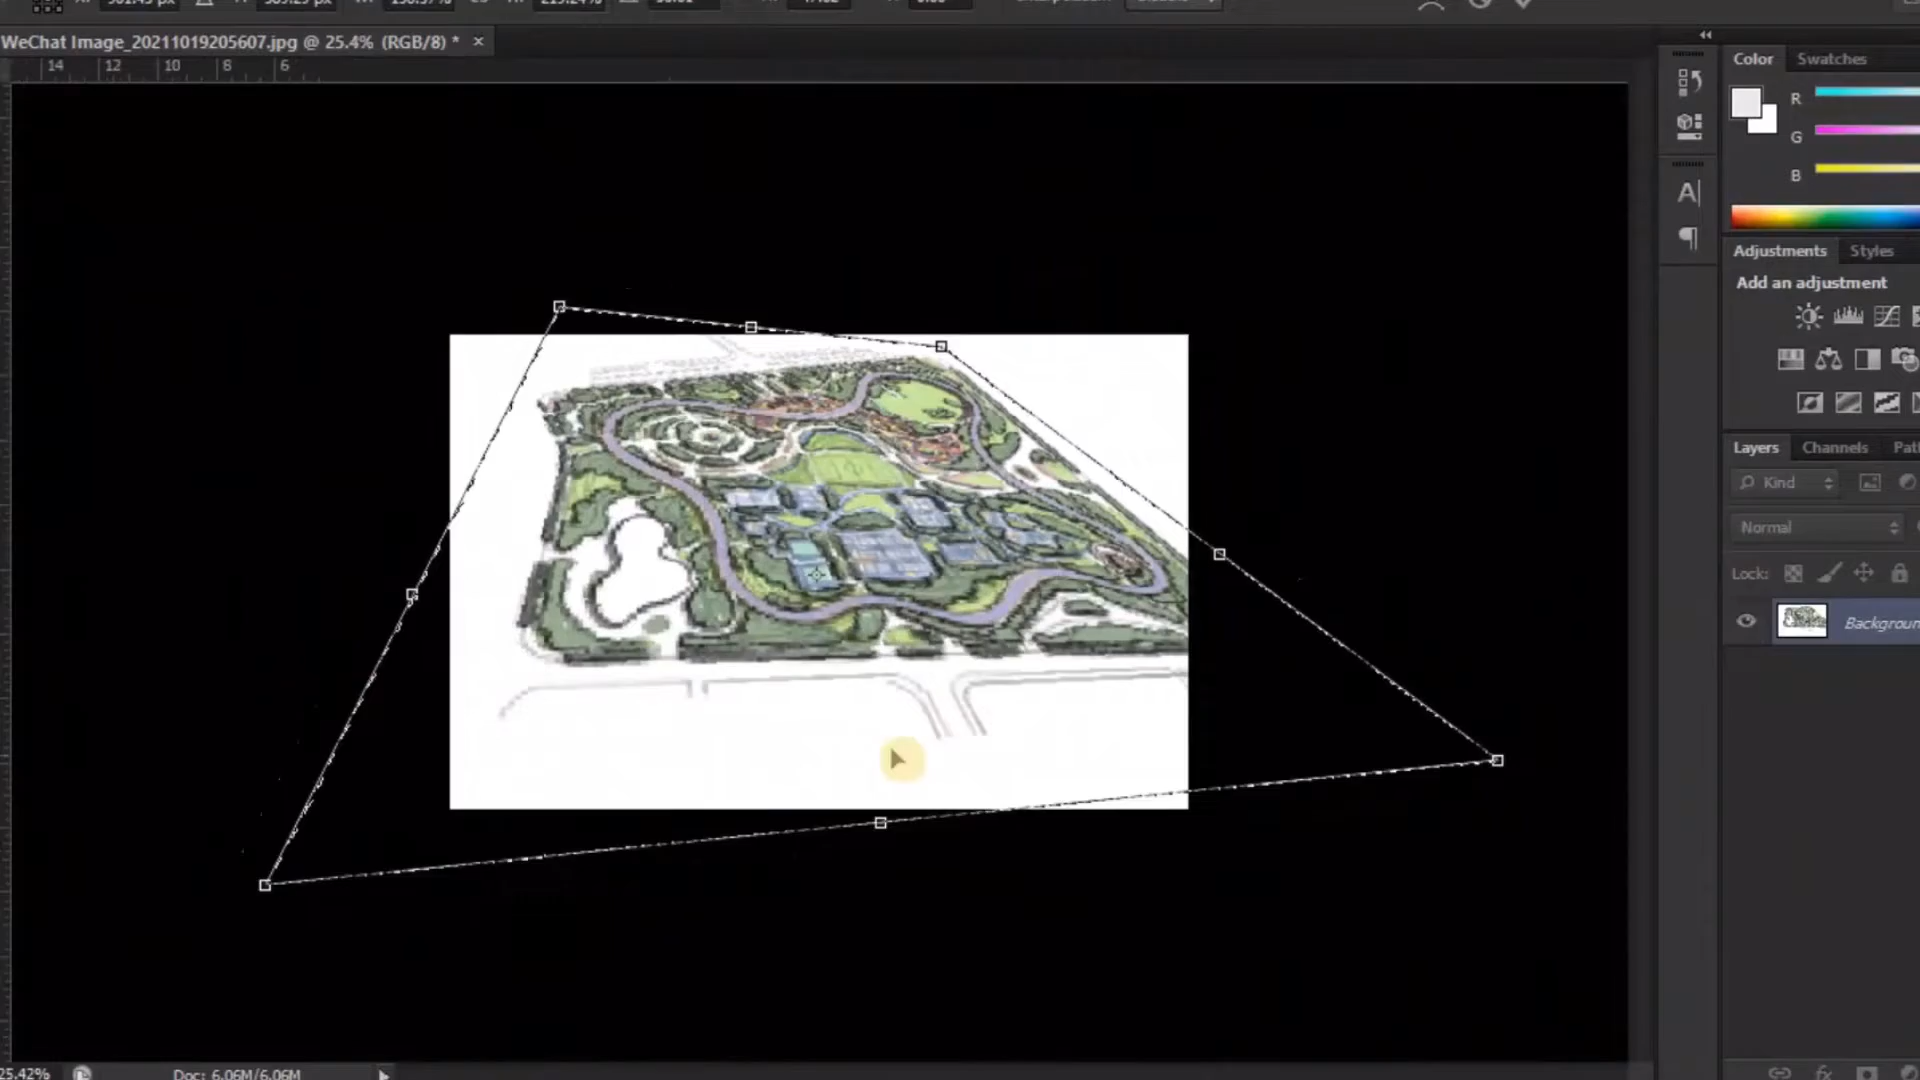 WeChat Image_20211019205607.jpg @ 25.4% (RGB/8) * ×
14 12 10 8 6
Color Swatches
R
G
B
A|
¶
Adjustments Styles
Add an adjustment
Layers Channels
Kind
Normal
Lock:
25.42% Doc: 6.06M/6.06M